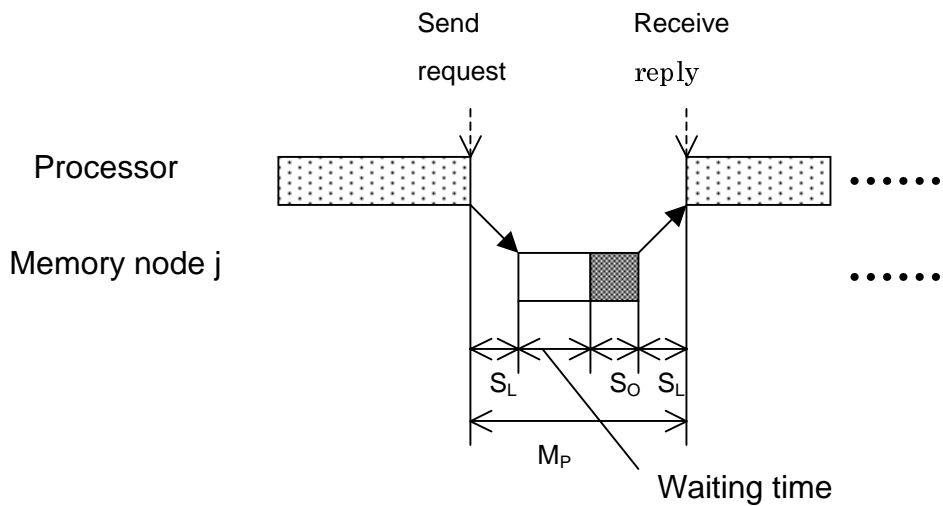 Send
request
Receive
reply
Processor
......
Memory node j
......
S_L
S_O
S_L
M_P
Waiting time